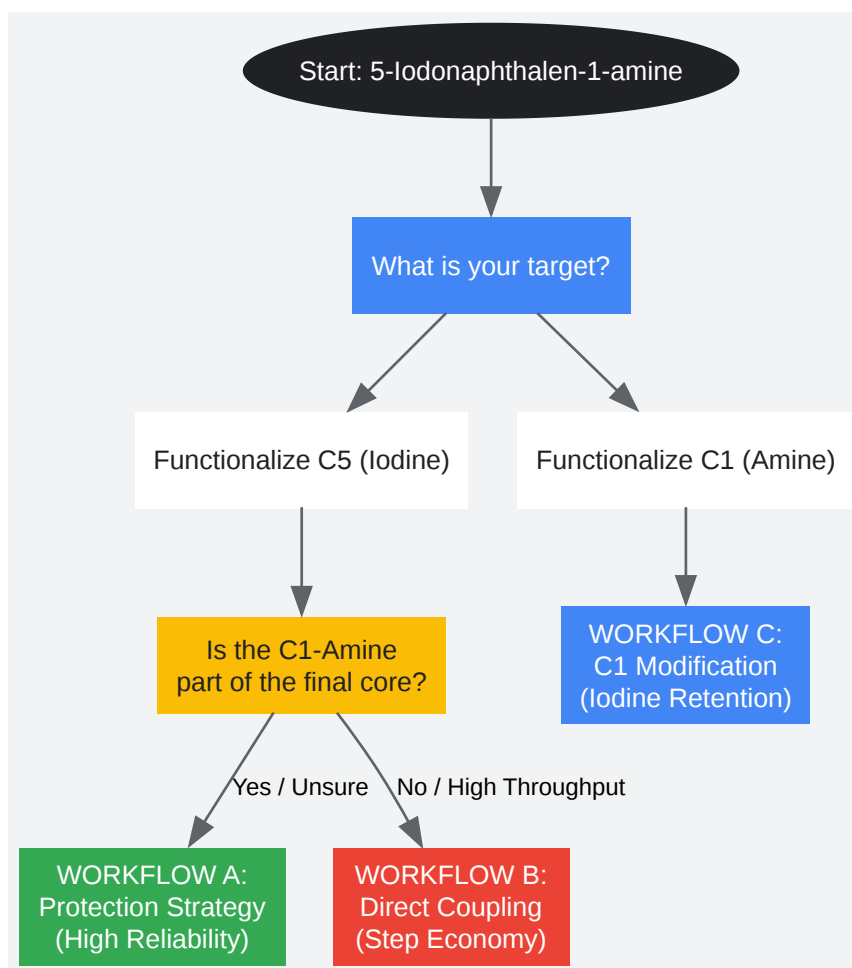 Start: 5-Iodonaphthalen-1-amine
What is your target?
Functionalize C5 (Iodine)
Functionalize C1 (Amine)
Is the C1-Amine
part of the final core?
WORKFLOW C:
C1 Modification
(Iodine Retention)
Yes / Unsure
No / High Throughput
WORKFLOW A:
Protection Strategy
(High Reliability)
WORKFLOW B:
Direct Coupling
(Step Economy)